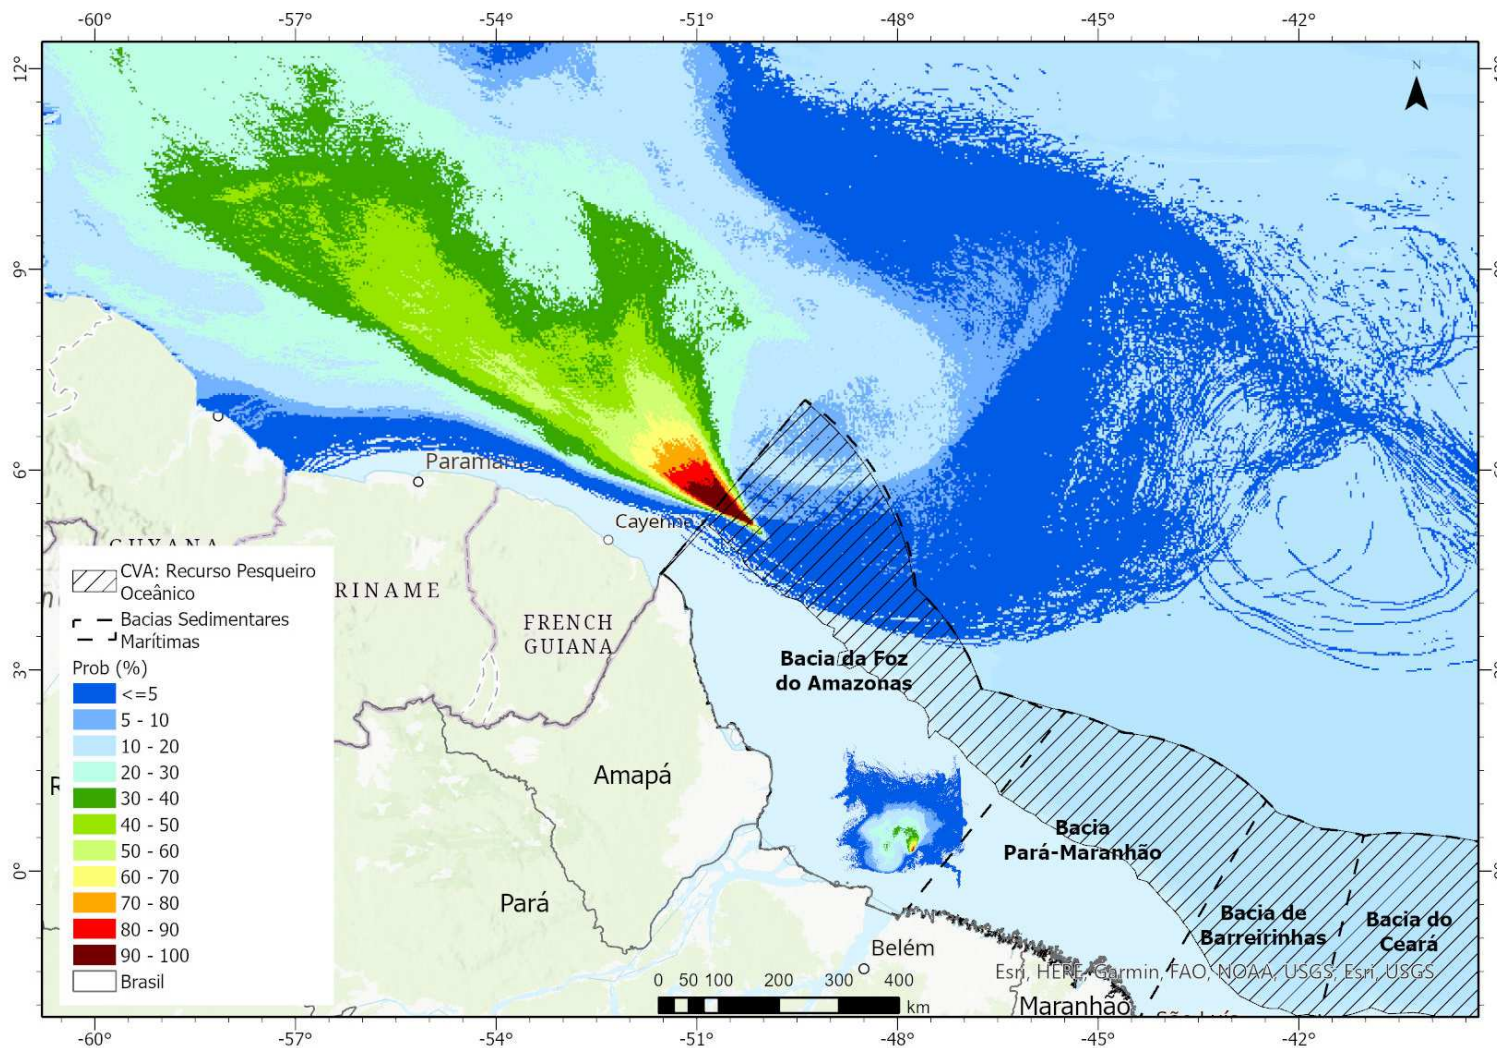 -60°
-57°
-54°
-51°
-48°
-45°
-42°
12°
9°
6°
3°
0°
N
Cayenne
GUYANA
FRENCH
GUIANA
Amapá
Pará
Belém
Maranhão
Bacia da Foz
do Amazonas
Bacia
Pará-Maranhão
Bacia de
Barreirinhas
Bacia do
Ceará
CVA: Recurso Pesqueiro
Oceânico
Bacias Sedimentares
Marítimas
Prob (%)
<=5
5 - 10
10 - 20
20 - 30
30 - 40
40 - 50
50 - 60
60 - 70
70 - 80
80 - 90
90 - 100
Brasil
0 50 100 200 300 400
km
Esri, HERE, Garmin, FAO, NOAA, USGS, Esri, USGS
-60°
-57°
-54°
-51°
-48°
-45°
-42°